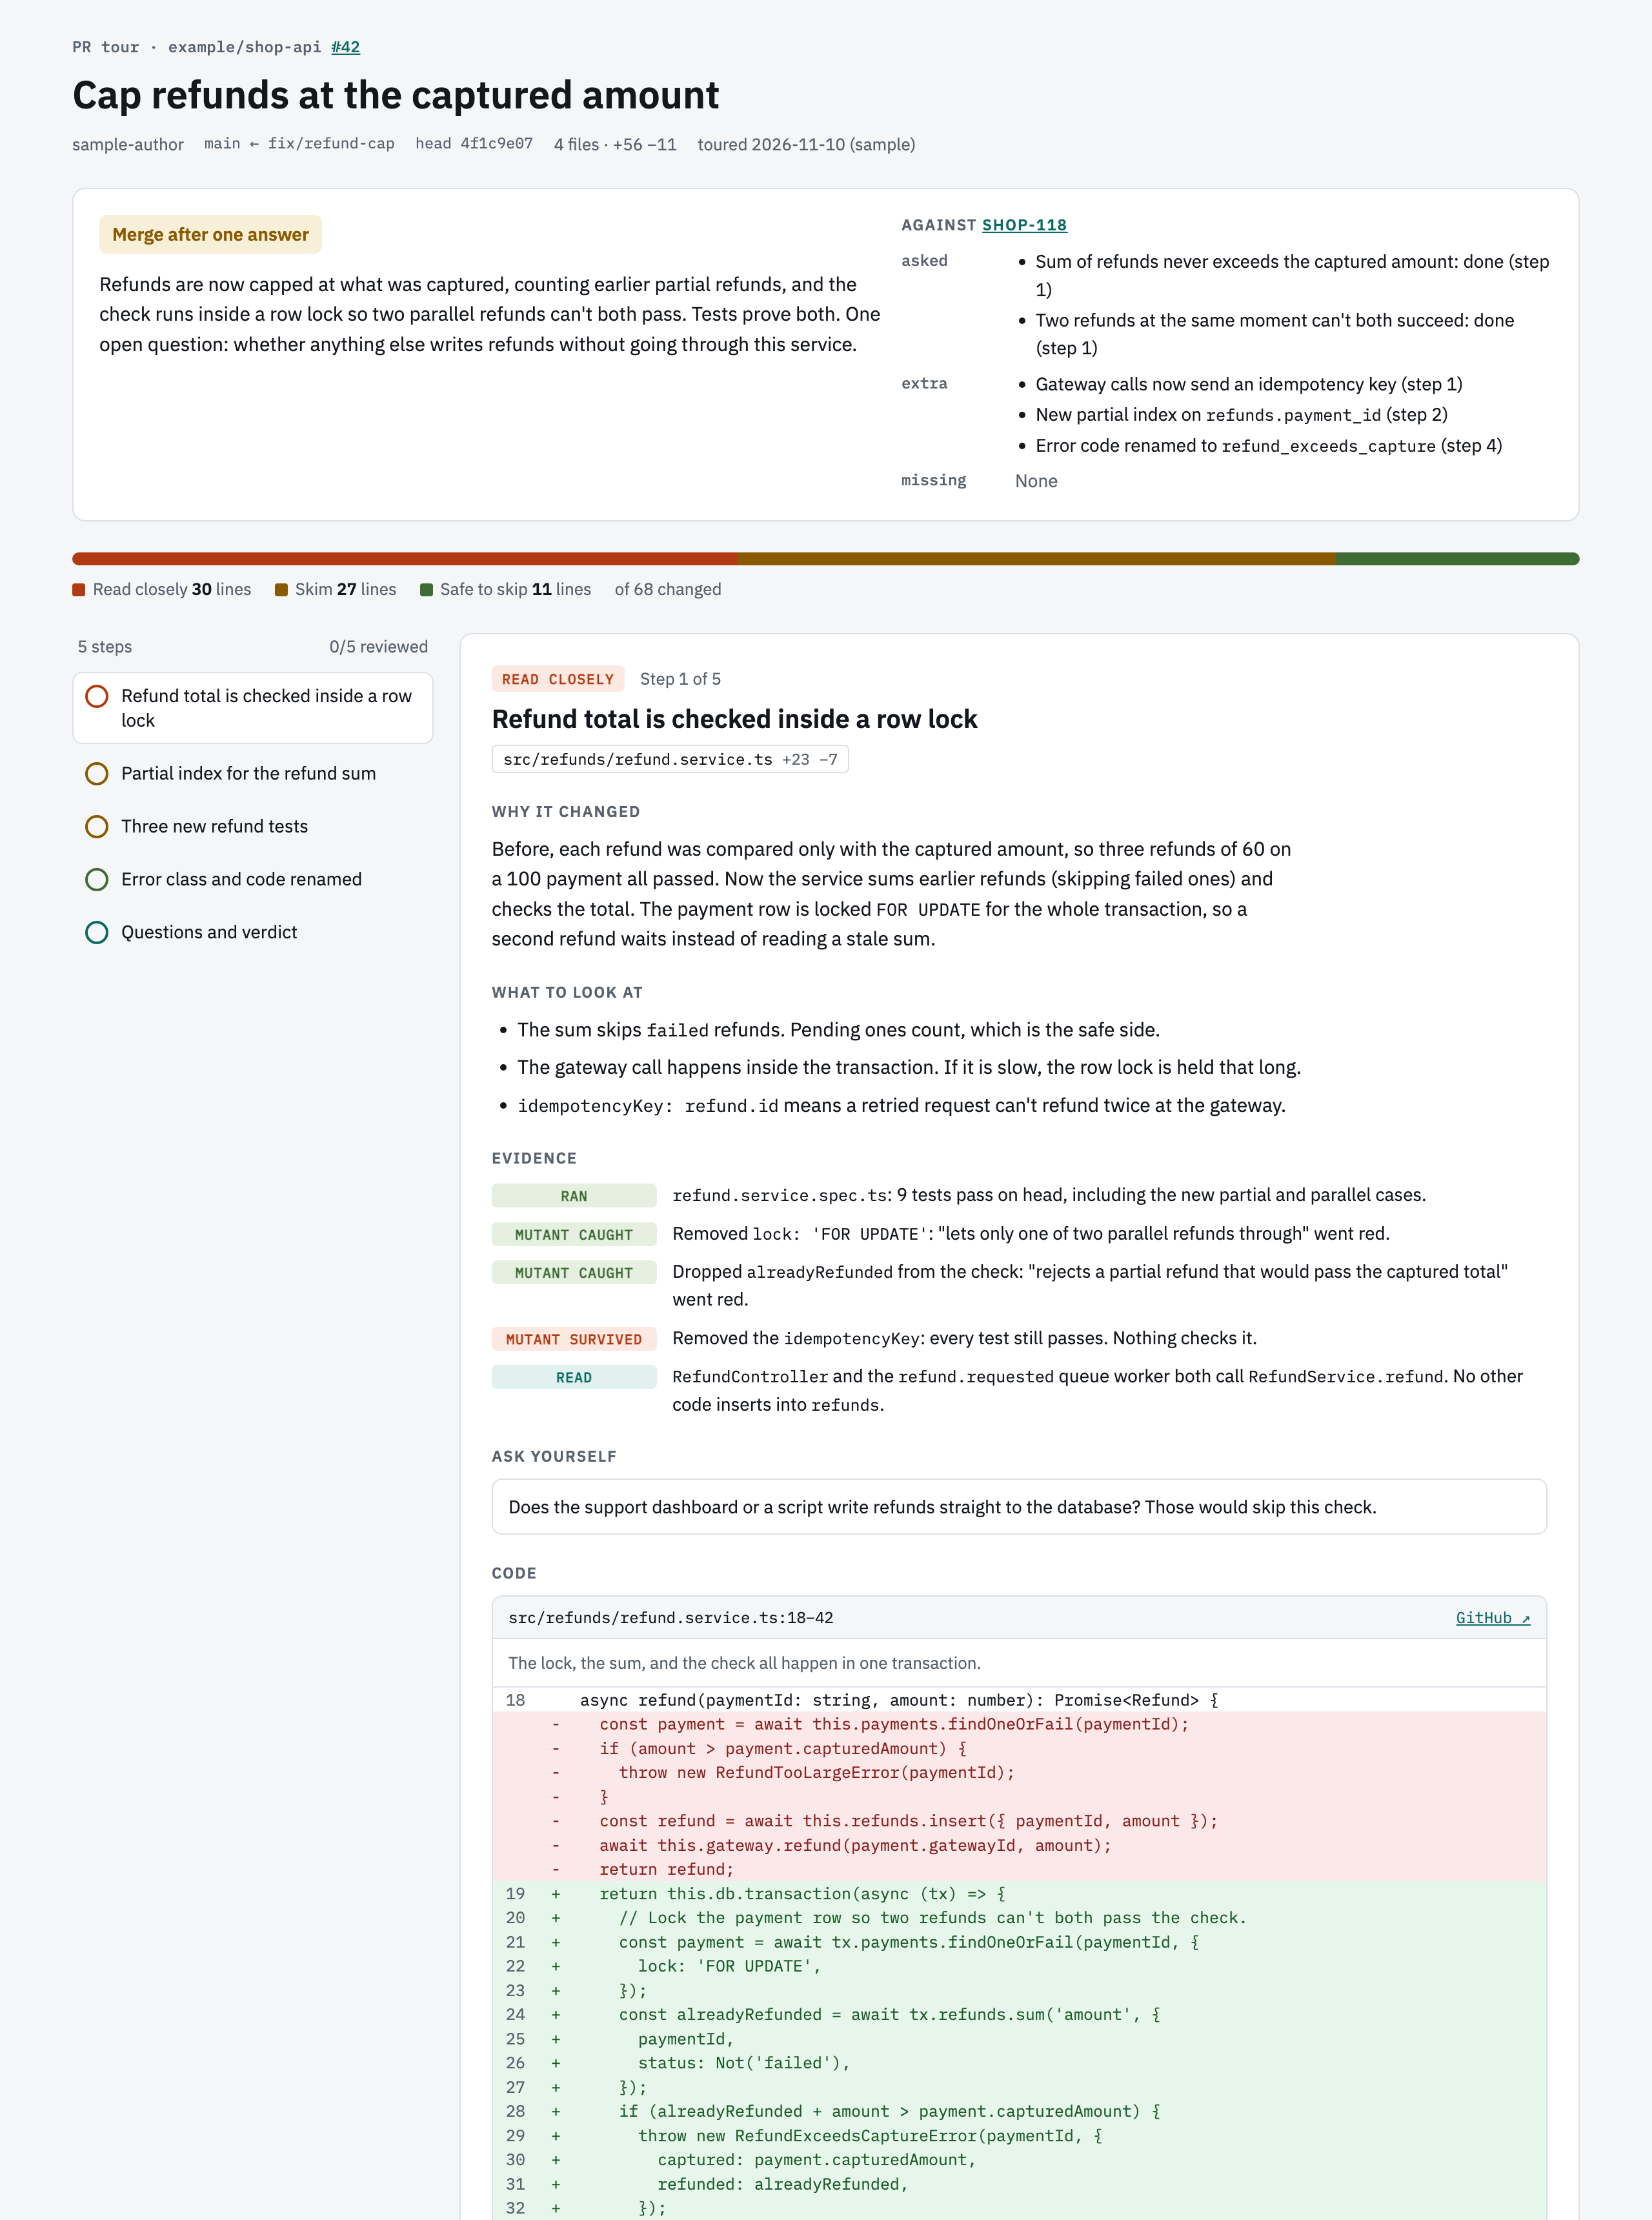 PR tour · example/shop-api #42
Cap refunds at the captured amount
sample-author main ← fix/refund-cap head 4f1c9e07 4 files · +56 −11 toured 2026-11-10 (sample)
Merge after one answer
Refunds are now capped at what was captured, counting earlier partial refunds, and the
check runs inside a row lock so two parallel refunds can't both pass. Tests prove both. One
open question: whether anything else writes refunds without going through this service.
AGAINST SHOP-118
asked
• Sum of refunds never exceeds the captured amount: done (step
1)
• Two refunds at the same moment can't both succeed: done
(step 1)
extra
• Gateway calls now send an idempotency key (step 1)
• New partial index on refunds.payment_id (step 2)
• Error code renamed to refund_exceeds_capture (step 4)
missing None
Read closely 30 lines Skim 27 lines Safe to skip 11 lines of 68 changed
5 steps 0/5 reviewed
Refund total is checked inside a row
lock
Partial index for the refund sum
Three new refund tests
Error class and code renamed
Questions and verdict
READ CLOSELY Step 1 of 5
Refund total is checked inside a row lock
src/refunds/refund.service.ts +23 −7
WHY IT CHANGED
Before, each refund was compared only with the captured amount, so three refunds of 60 on
a 100 payment all passed. Now the service sums earlier refunds (skipping failed ones) and
checks the total. The payment row is locked FOR UPDATE for the whole transaction, so a
second refund waits instead of reading a stale sum.
WHAT TO LOOK AT
• The sum skips failed refunds. Pending ones count, which is the safe side.
• The gateway call happens inside the transaction. If it is slow, the row lock is held that long.
• idempotencyKey: refund.id means a retried request can't refund twice at the gateway.
EVIDENCE
RAN refund.service.spec.ts: 9 tests pass on head, including the new partial and parallel cases.
MUTANT CAUGHT Removed lock: 'FOR UPDATE': "lets only one of two parallel refunds through" went red.
MUTANT CAUGHT Dropped alreadyRefunded from the check: "rejects a partial refund that would pass the captured total"
went red.
MUTANT SURVIVED Removed the idempotencyKey: every test still passes. Nothing checks it.
READ RefundController and the refund.requested queue worker both call RefundService.refund. No other
code inserts into refunds.
ASK YOURSELF
Does the support dashboard or a script write refunds straight to the database? Those would skip this check.
CODE
src/refunds/refund.service.ts:18–42 GitHub ↗
The lock, the sum, and the check all happen in one transaction.
18 async refund(paymentId: string, amount: number): Promise<Refund> {
- const payment = await this.payments.findOneOrFail(paymentId);
- if (amount > payment.capturedAmount) {
- throw new RefundTooLargeError(paymentId);
- }
- const refund = await this.refunds.insert({ paymentId, amount });
- await this.gateway.refund(payment.gatewayId, amount);
- return refund;
19 + return this.db.transaction(async (tx) => {
20 + // Lock the payment row so two refunds can't both pass the check.
21 + const payment = await tx.payments.findOneOrFail(paymentId, {
22 + lock: 'FOR UPDATE',
23 + });
24 + const alreadyRefunded = await tx.refunds.sum('amount', {
25 + paymentId,
26 + status: Not('failed'),
27 + });
28 + if (alreadyRefunded + amount > payment.capturedAmount) {
29 + throw new RefundExceedsCaptureError(paymentId, {
30 + captured: payment.capturedAmount,
31 + refunded: alreadyRefunded,
32 + });